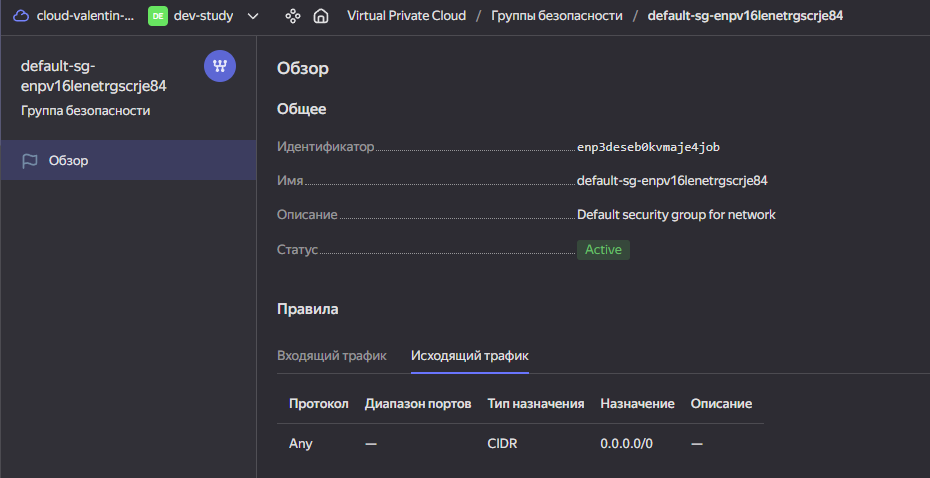 cloud-valentin-... DE dev-study Virtual Private Cloud / Группы безопасности / default-sg-enpv16lenetrgscrje84
default-sg-
enpv16lenetrgscrje84
Группа безопасности
Обзор
Обзор
Общее
Идентификатор enp3deseb0kvmaje4job
Имя default-sg-enpv16lenetrgscrje84
Описание Default security group for network
Статус Active
Правила
Входящий трафик Исходящий трафик
Протокол Диапазон портов Тип назначения Назначение Описание
Any — CIDR 0.0.0.0/0 —